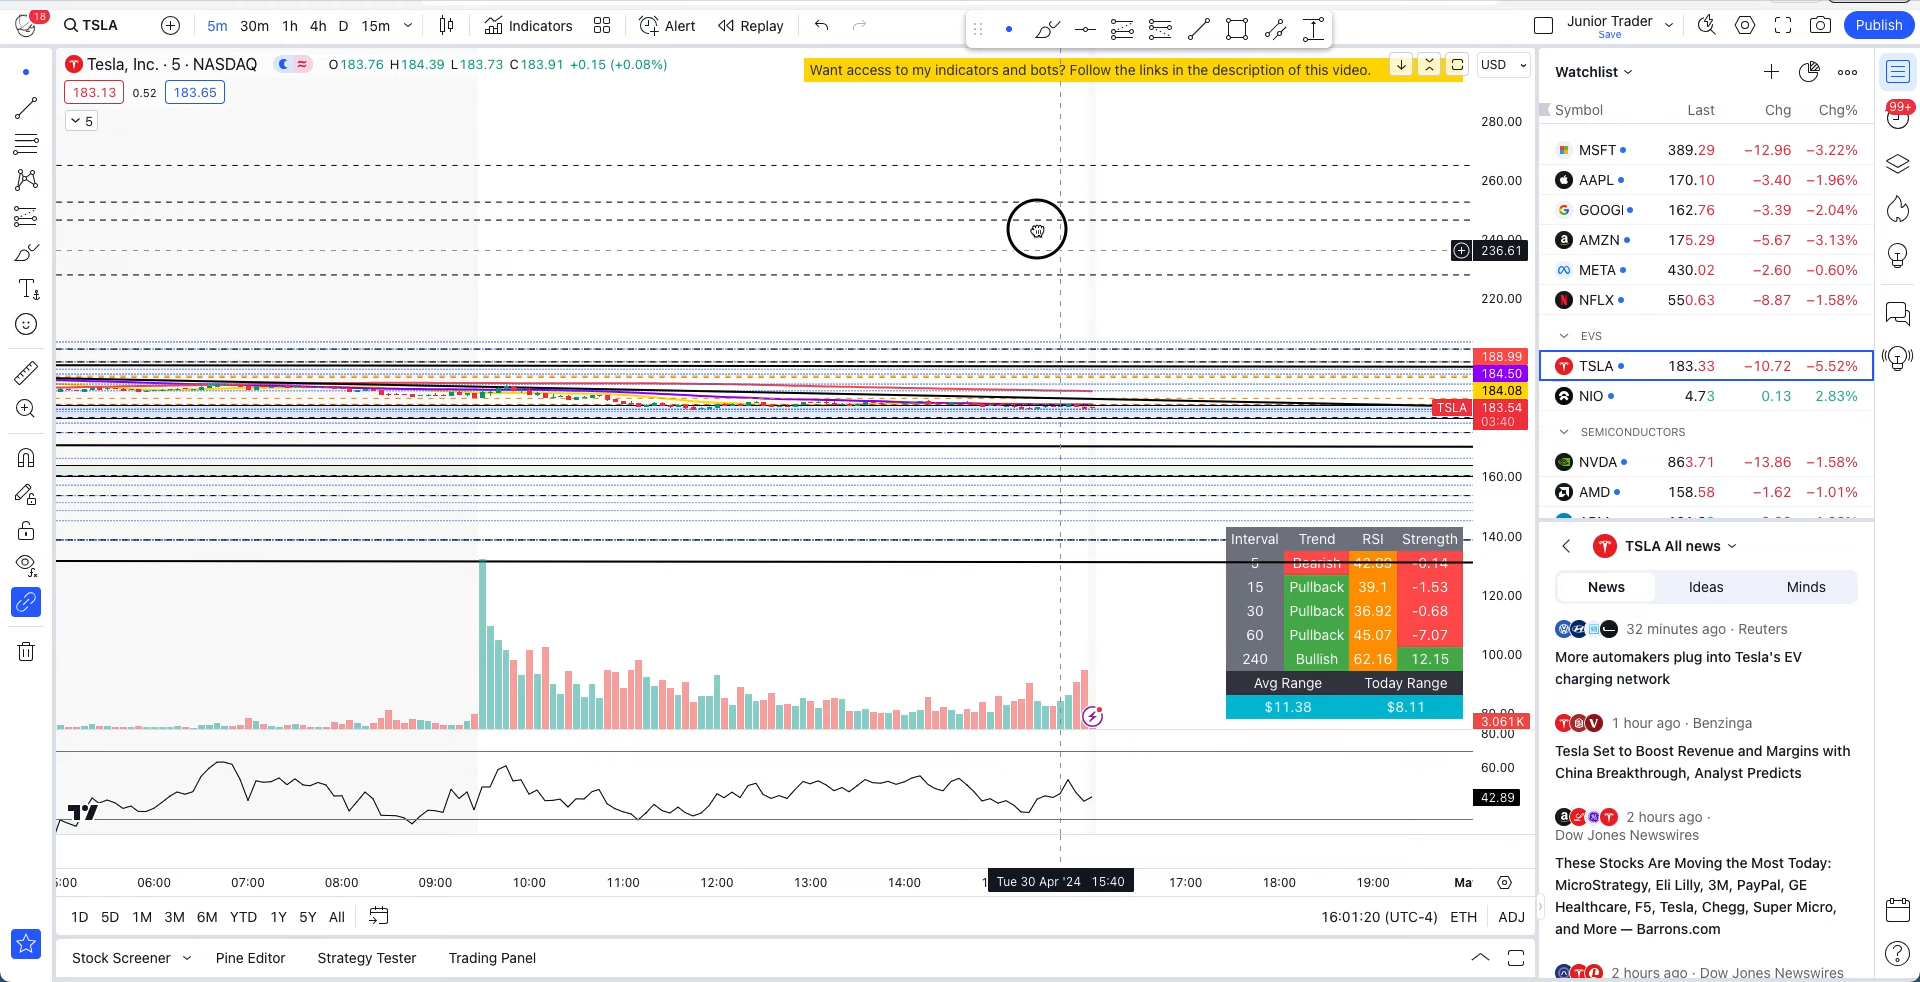 18
TSLA
5m 30m 1h 4h D 15m
Indicators
Alert
Replay
Junior Trader
Save
Publish
Tesla, Inc. · 5 · NASDAQ
O183.76 H184.39 L183.73 C183.91 +0.15 (+0.08%)
Want access to my indicators and bots? Follow the links in the description of this video.
USD
183.13 0.52 183.65
5
280.00
260.00
236.61
220.00
188.99
184.50
184.08
TSLA 183.54
03:40
160.00
140.00
120.00
100.00
3.061K
80.00
60.00
42.89
Interval Trend RSI Strength
5 Bearish 42.89 -0.14
15 Pullback 39.1 -1.53
30 Pullback 36.92 -0.68
60 Pullback 45.07 -7.07
240 Bullish 62.16 12.15
Avg Range Today Range
$11.38 $8.11
06:00 07:00 08:00 09:00 10:00 11:00 12:00 13:00 14:00 Tue 30 Apr '24 15:40 17:00 18:00 19:00
1D 5D 1M 3M 6M YTD 1Y 5Y All
16:01:20 (UTC-4) ETH ADJ
Stock Screener Pine Editor Strategy Tester Trading Panel
Watchlist
Symbol Last Chg Chg%
MSFT 389.29 −12.96 −3.22%
AAPL 170.10 −3.40 −1.96%
GOOGl 162.76 −3.39 −2.04%
AMZN 175.29 −5.67 −3.13%
META 430.02 −2.60 −0.60%
NFLX 550.63 −8.87 −1.58%
EVS
TSLA 183.33 −10.72 −5.52%
NIO 4.73 0.13 2.83%
SEMICONDUCTORS
NVDA 863.71 −13.86 −1.58%
AMD 158.58 −1.62 −1.01%
TSLA All news
News Ideas Minds
32 minutes ago · Reuters
More automakers plug into Tesla's EV
charging network
1 hour ago · Benzinga
Tesla Set to Boost Revenue and Margins with
China Breakthrough, Analyst Predicts
2 hours ago ·
Dow Jones Newswires
These Stocks Are Moving the Most Today:
MicroStrategy, Eli Lilly, 3M, PayPal, GE
Healthcare, F5, Tesla, Chegg, Super Micro,
and More — Barrons.com
2 hours ago · Dow Jones Newswires
99+